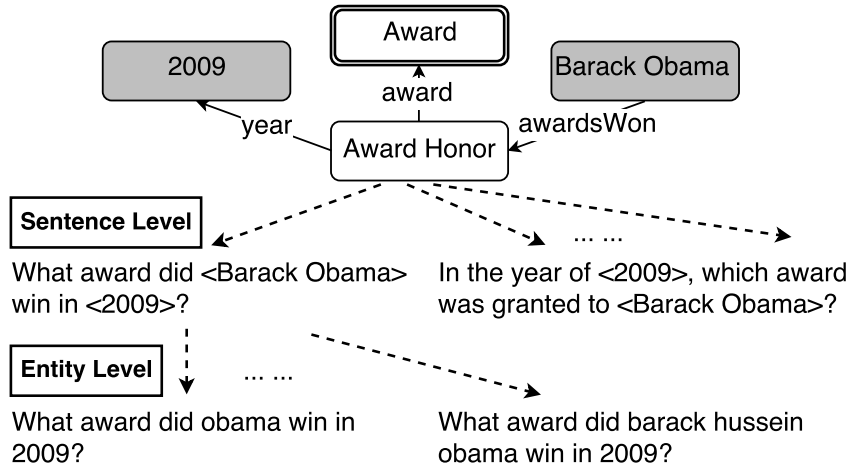 Award
2009
Barack Obama
award
year
awardsWon
Award Honor
Sentence Level
... ...
What award did <Barack Obama>
win in <2009>?
In the year of <2009>, which award
was granted to <Barack Obama>?
Entity Level
... ...
What award did obama win in
2009?
What award did barack hussein
obama win in 2009?